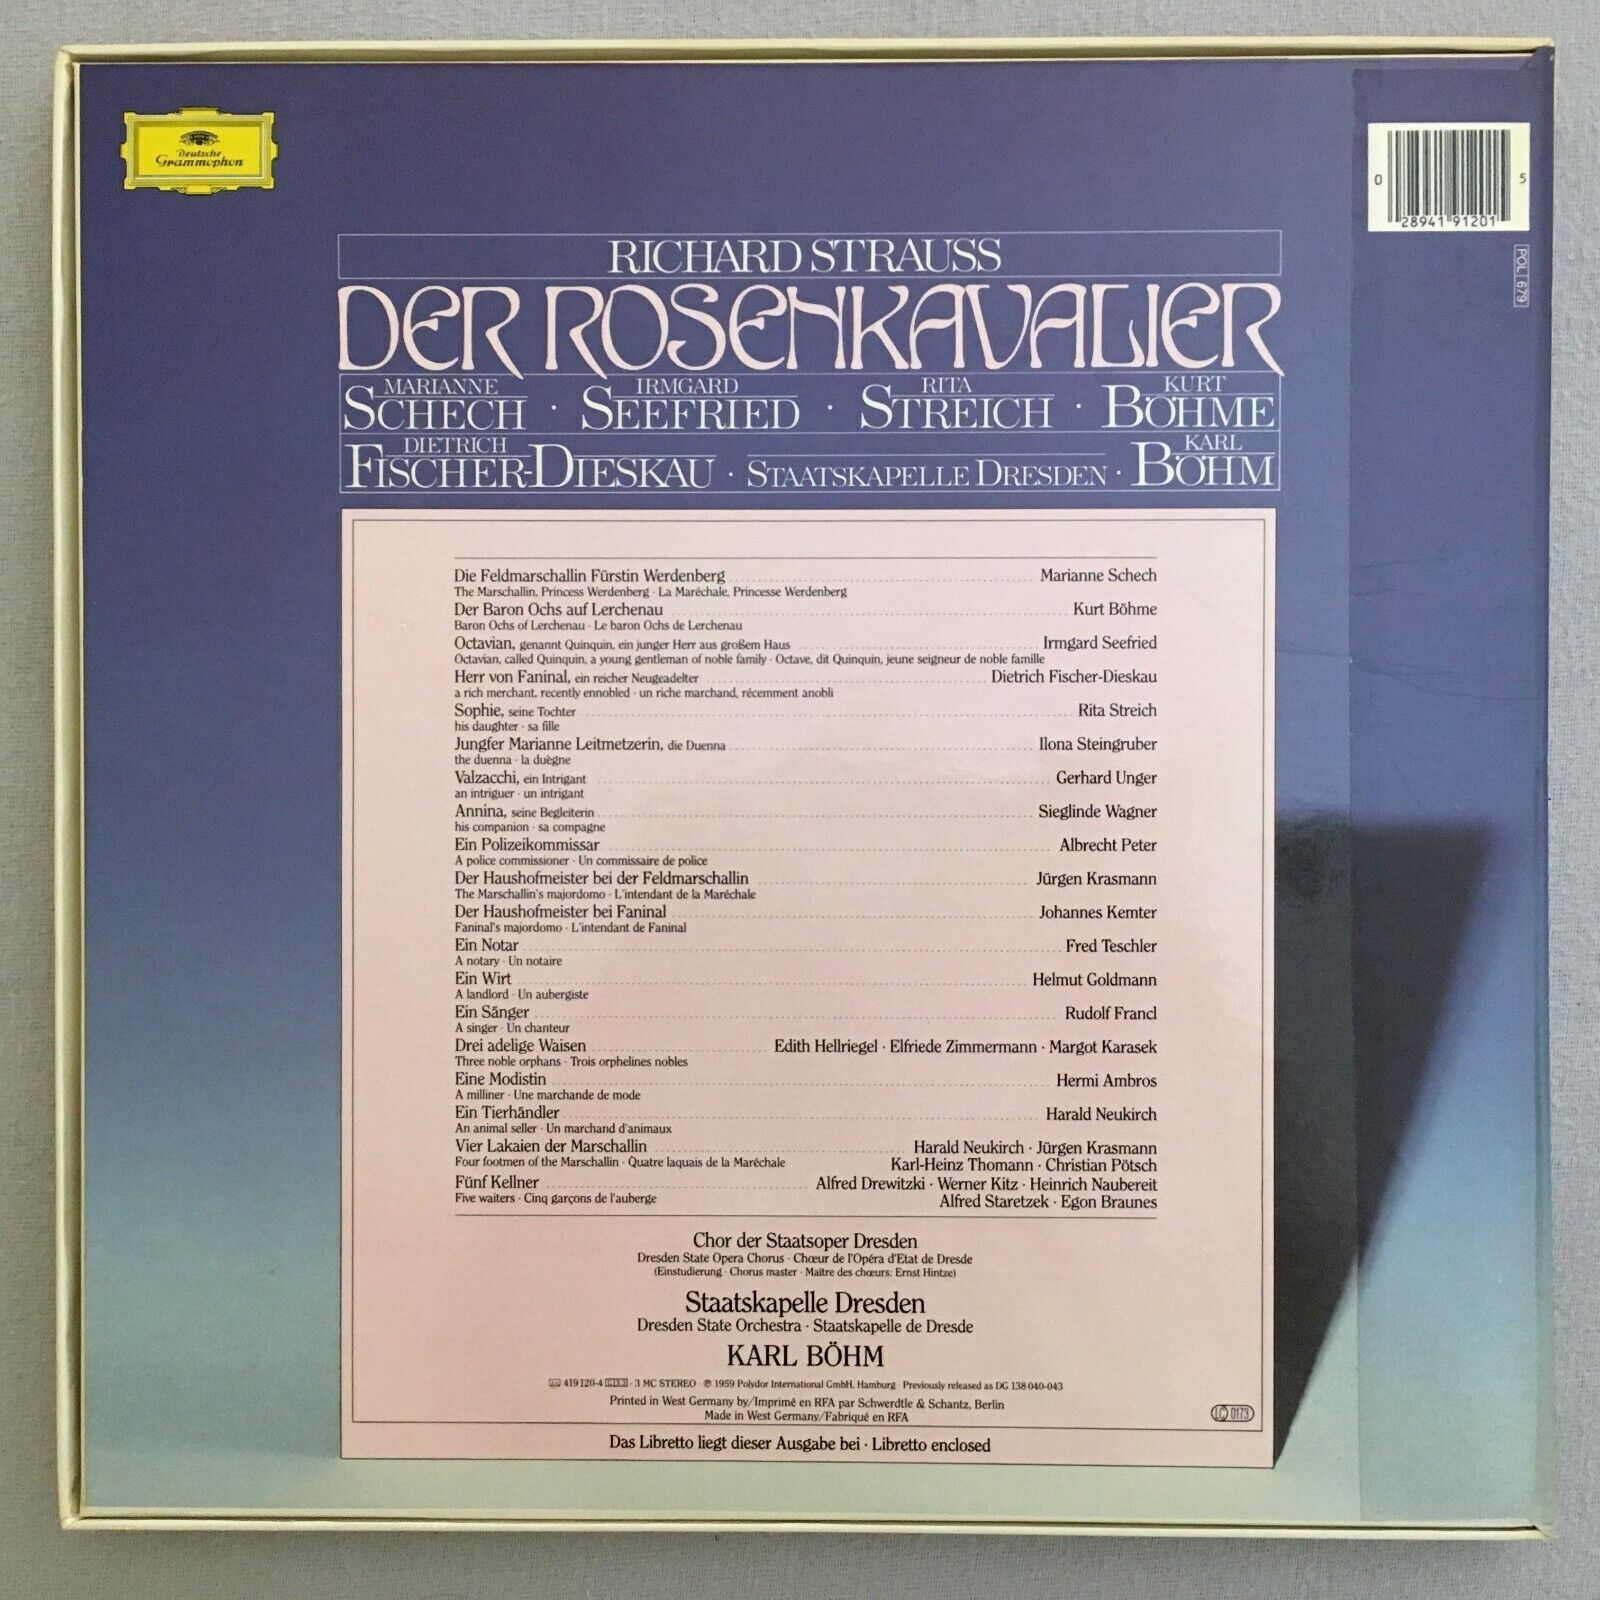 Deutsche
Grammophon
0
5
28941 91201
POL 679
RICHARD STRAUSS
DER ROSENKAVALIER
MARIANNE SCHECH · IRMGARD SEEFRIED · RITA STREICH · KURT BÖHME
DIETRICH FISCHER-DIESKAU · STAATSKAPELLE DRESDEN · KARL BÖHM
Die Feldmarschallin Fürstin Werdenberg Marianne Schech
The Marschallin, Princess Werdenberg · La Maréchale, Princesse Werdenberg
Der Baron Ochs auf Lerchenau Kurt Böhme
Baron Ochs of Lerchenau · Le baron Ochs de Lerchenau
Octavian, genannt Quinquin, ein junger Herr aus großem Haus Irmgard Seefried
Octavian, called Quinquin, a young gentleman of noble family · Octave, dit Quinquin, jeune seigneur de noble famille
Herr von Faninal, ein reicher Neugeadelter Dietrich Fischer-Dieskau
a rich merchant, recently ennobled · un riche marchand, récemment anobli
Sophie, seine Tochter Rita Streich
his daughter · sa fille
Jungfer Marianne Leitmetzerin, die Duenna Ilona Steingruber
the duenna · la duègne
Valzacchi, ein Intrigant Gerhard Unger
an intriguer · un intrigant
Annina, seine Begleiterin Sieglinde Wagner
his companion · sa compagne
Ein Polizeikommissar Albrecht Peter
A police commissioner · Un commissaire de police
Der Haushofmeister bei der Feldmarschallin Jürgen Krasmann
The Marschallin's majordomo · L'intendant de la Maréchale
Der Haushofmeister bei Faninal Johannes Kemter
Faninal's majordomo · L'intendant de Faninal
Ein Notar Fred Teschler
A notary · Un notaire
Ein Wirt Helmut Goldmann
A landlord · Un aubergiste
Ein Sänger Rudolf Francl
A singer · Un chanteur
Drei adelige Waisen Edith Hellriegel · Elfriede Zimmermann · Margot Karasek
Three noble orphans · Trois orphelines nobles
Eine Modistin Hermi Ambros
A milliner · Une marchande de mode
Ein Tierhändler Harald Neukirch
An animal seller · Un marchand d'animaux
Vier Lakaien der Marschallin Harald Neukirch · Jürgen Krasmann
Four footmen of the Marschallin · Quatre laquais de la Maréchale Karl-Heinz Thomann · Christian Pötsch
Fünf Kellner Alfred Drewitzki · Werner Kitz · Heinrich Naubereit
Five waiters · Cinq garçons de l'auberge Alfred Staretzek · Egon Braunes
Chor der Staatsoper Dresden
Dresden State Opera Chorus · Chœur de l'Opéra d'Etat de Dresde
(Einstudierung · Chorus master · Maître des chœurs: Ernst Hintze)
Staatskapelle Dresden
Dresden State Orchestra · Staatskapelle de Dresde
KARL BÖHM
419 120-4 · 3 MC STEREO · ℗ 1959 Polydor International GmbH, Hamburg · Previously released as DG 138 040-043
Printed in West Germany by/Imprimé en RFA par Schwerdtle & Schantz, Berlin
Made in West Germany/Fabriqué en RFA
LC 0173
Das Libretto liegt dieser Ausgabe bei · Libretto enclosed